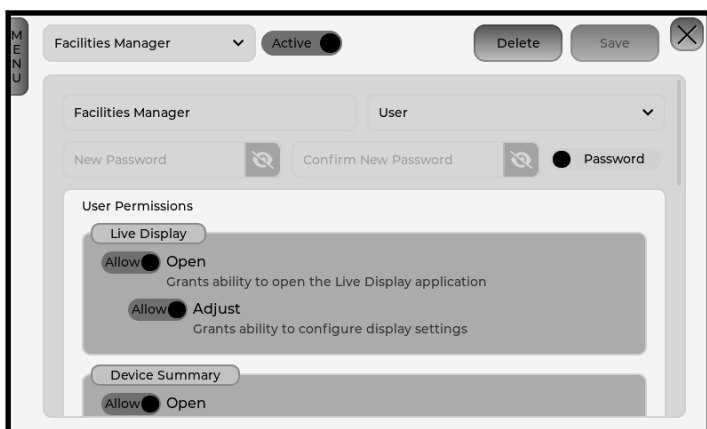 MENU
Facilities Manager
Active
Delete
Save
Facilities Manager
User
New Password
Confirm New Password
Password
User Permissions
Live Display
Allow Open
Grants ability to open the Live Display application
Allow Adjust
Grants ability to configure display settings
Device Summary
Allow Open